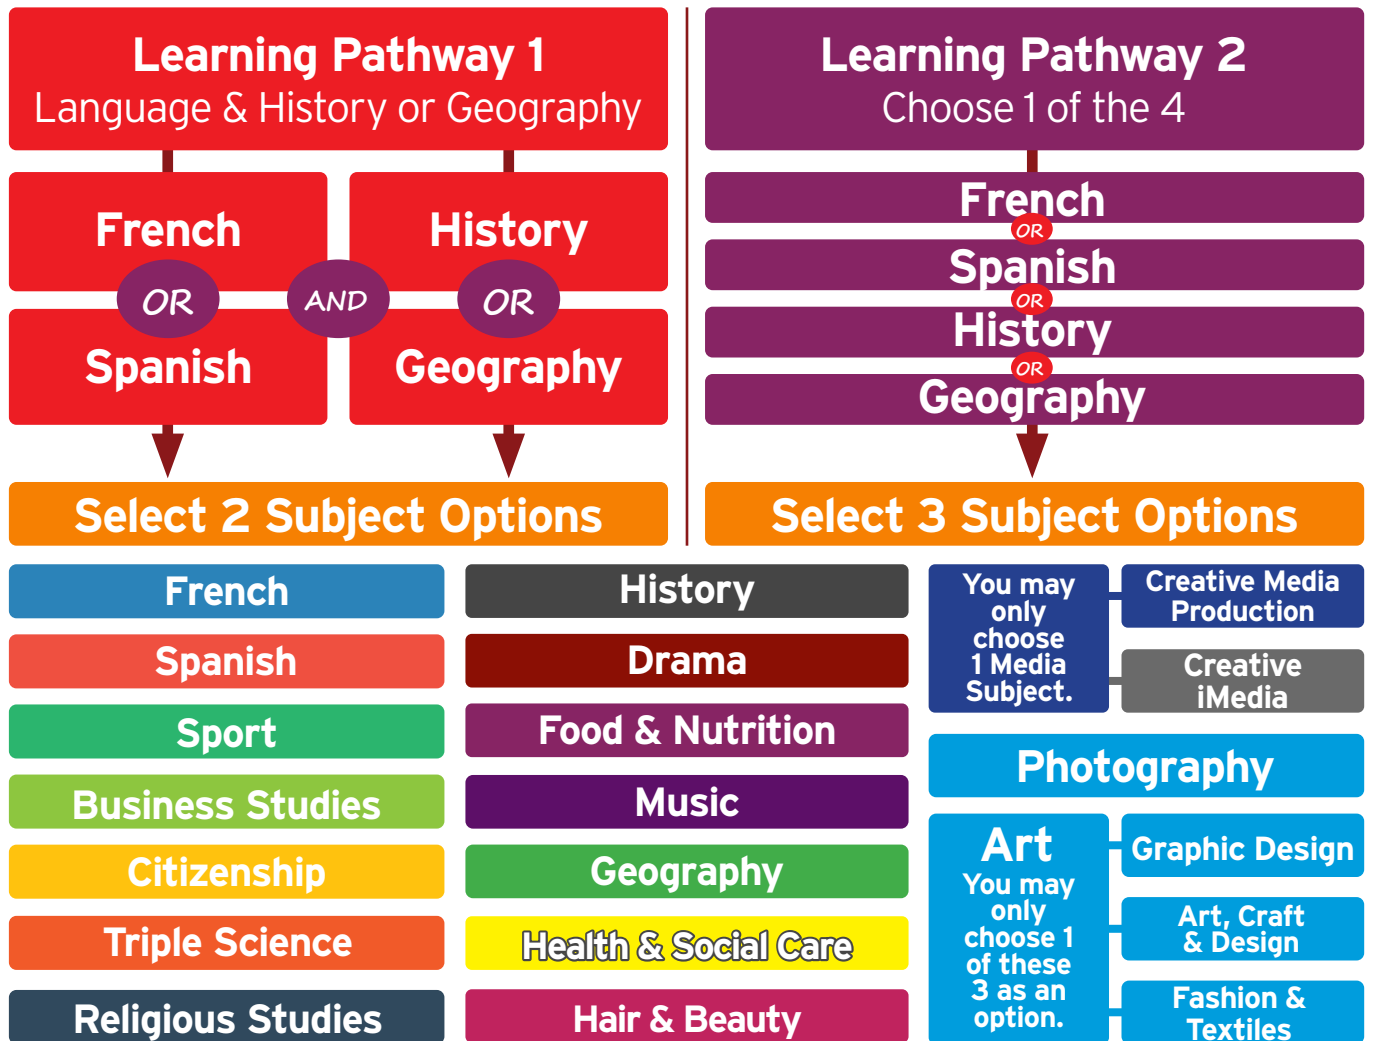 Learning Pathway 1
Language & History or Geography
French
OR
Spanish
AND
History
OR
Geography
Select 2 Subject Options
Learning Pathway 2
Choose 1 of the 4
French
OR
Spanish
OR
History
OR
Geography
Select 3 Subject Options
French
Spanish
Sport
Business Studies
Citizenship
Triple Science
Religious Studies
History
Drama
Food & Nutrition
Music
Geography
Health & Social Care
Hair & Beauty
You may
only
choose
1 Media
Subject.
Creative Media
Production
Creative
iMedia
Photography
Art
You may
only
choose 1
of these
3 as an
option.
Graphic Design
Art, Craft
& Design
Fashion &
Textiles